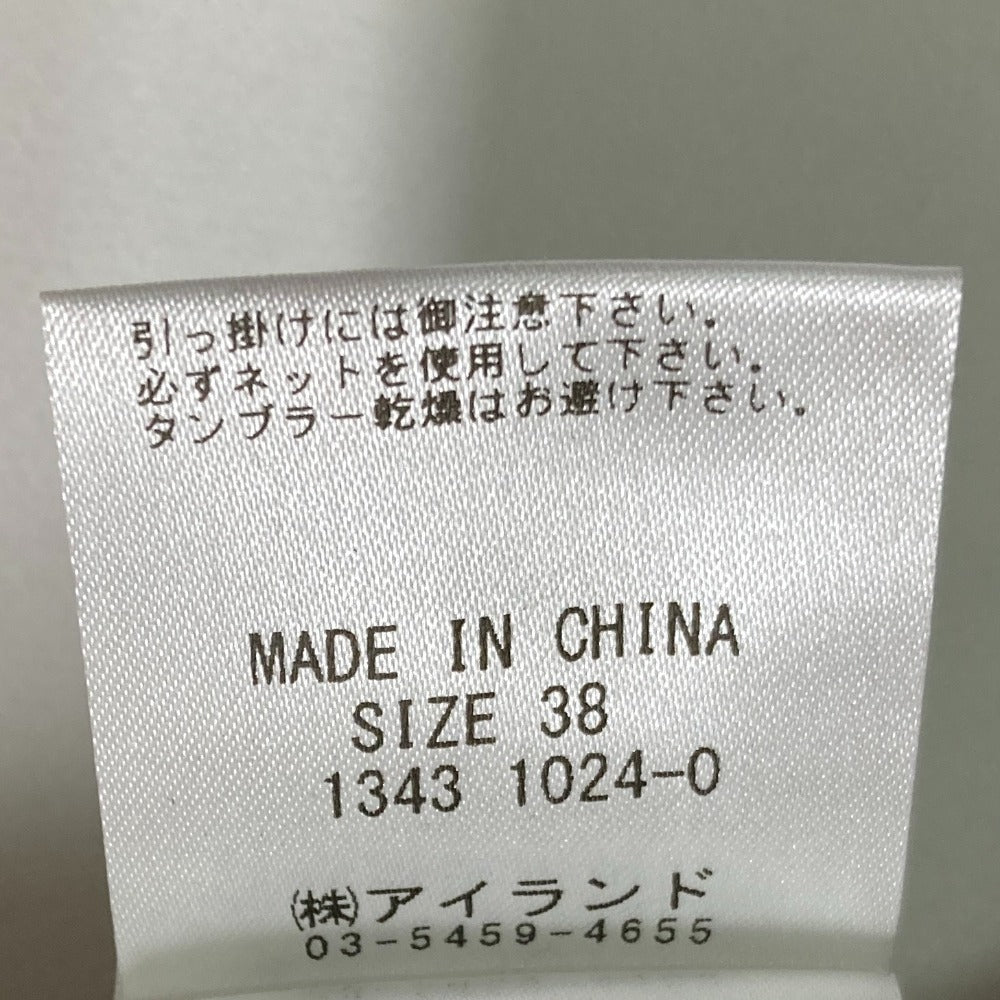 引っ掛けには御注意下さい。
必ずネットを使用して下さい。
タンブラー乾燥はお避け下さい。
MADE IN CHINA
SIZE 38
1343 1024-0
(株)アイランド
03-5459-4655